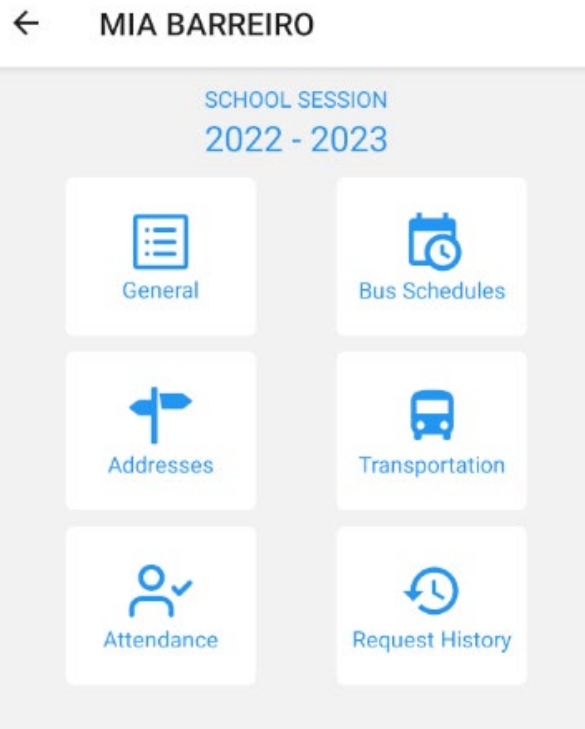 MIA BARREIRO
SCHOOL SESSION
2022 - 2023
General
Bus Schedules
Addresses
Transportation
Attendance
Request History